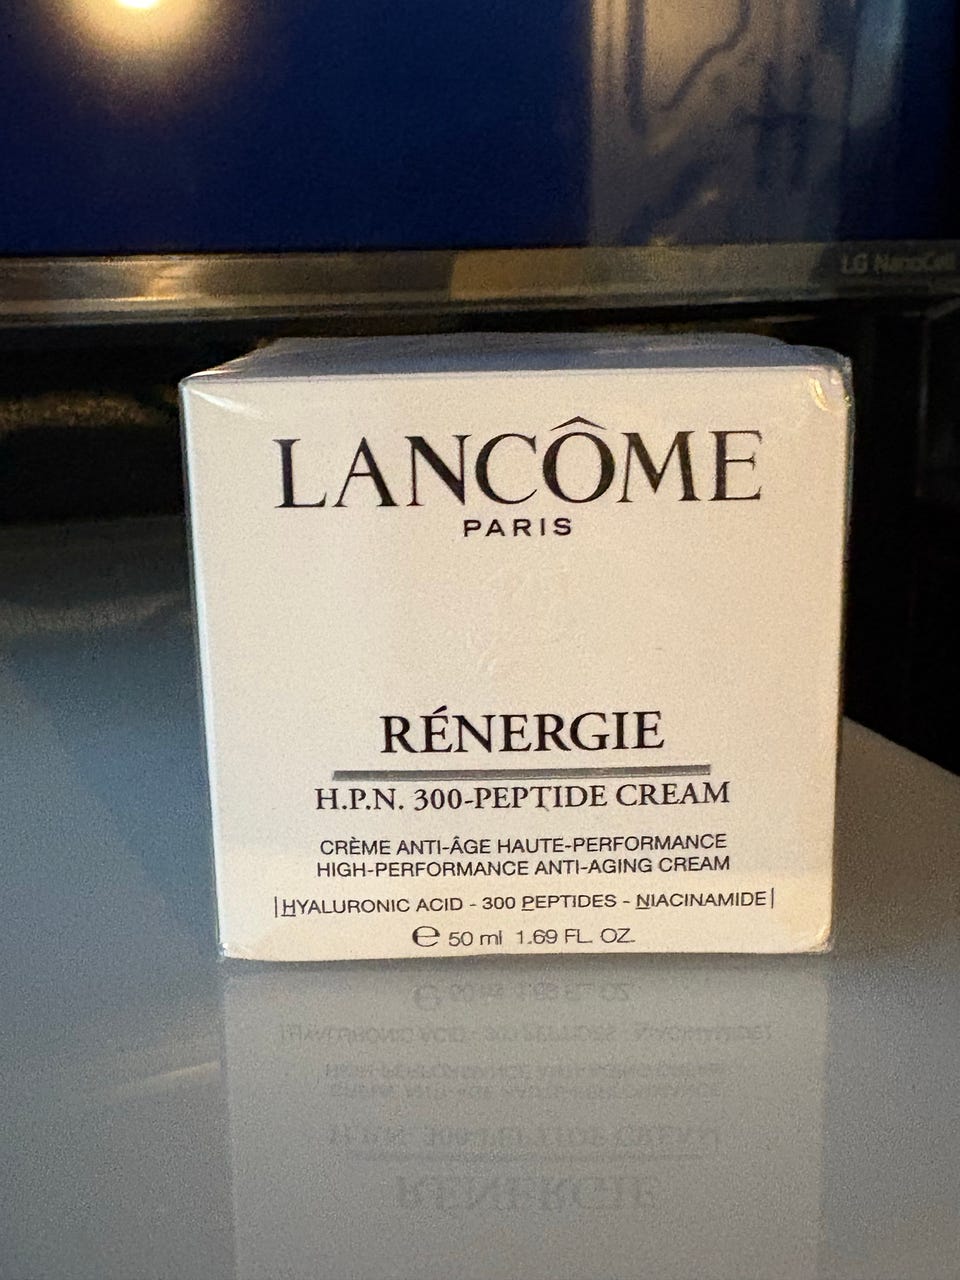 LG NanoCell
LANCÔME
PARIS
RÉNERGIE
H.P.N. 300-PEPTIDE CREAM
CRÈME ANTI-ÂGE HAUTE-PERFORMANCE
HIGH-PERFORMANCE ANTI-AGING CREAM
|HYALURONIC ACID - 300 PEPTIDES - NIACINAMIDE|
℮ 50 ml 1.69 FL. OZ.